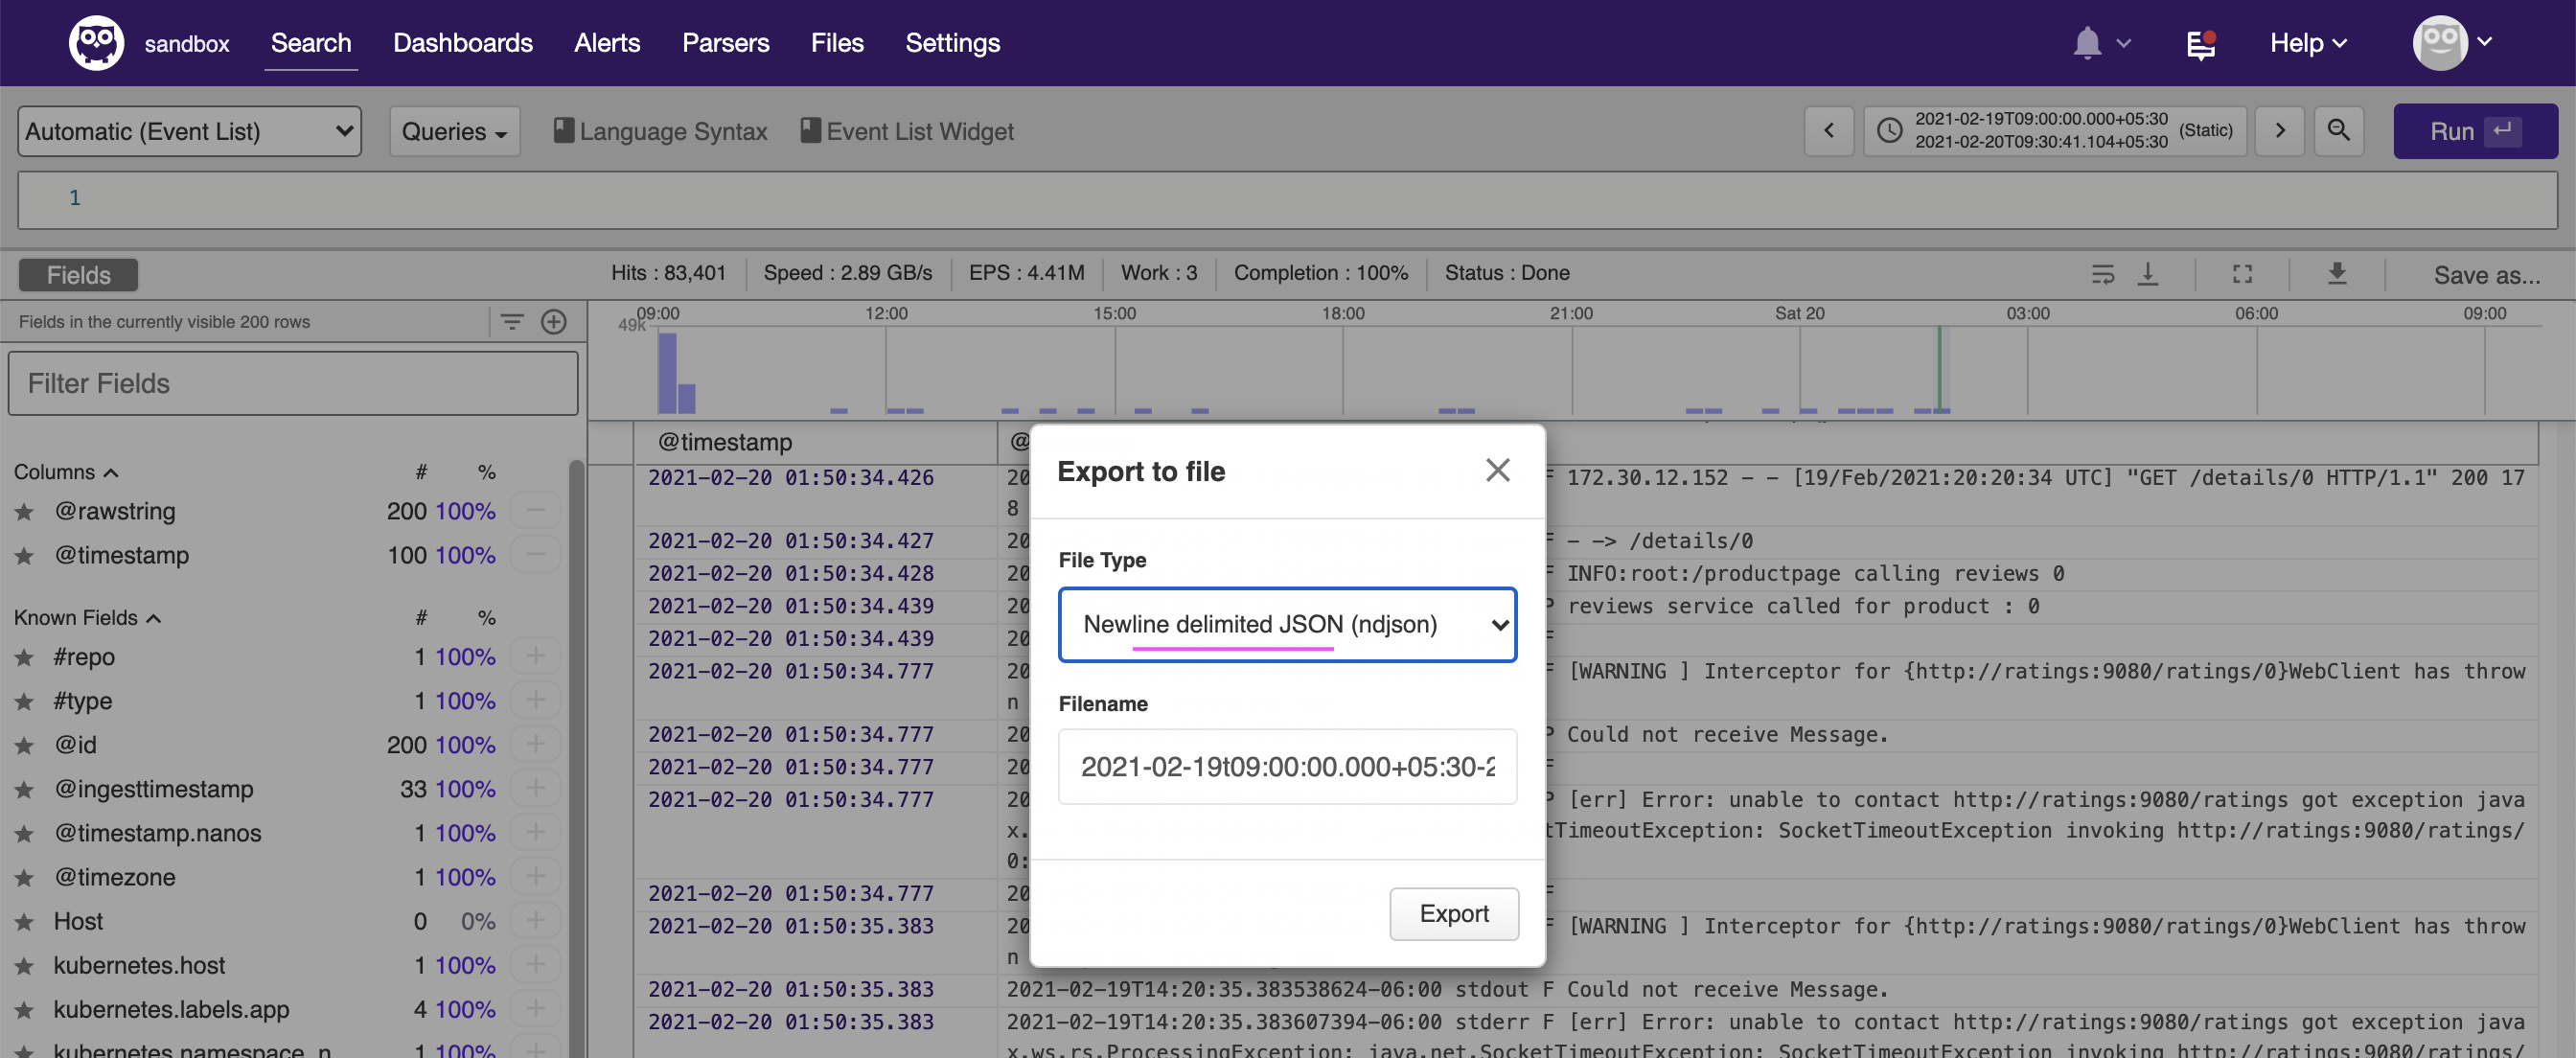 sandbox Search Dashboards Alerts Parsers Files Settings Help
Automatic (Event List) Queries Language Syntax Event List Widget 2021-02-19T09:00:00.000+05:30 (Static) Run
2021-02-20T09:30:41.104+05:30
1
Fields Hits : 83,401 Speed : 2.89 GB/s EPS : 4.41M Work : 3 Completion : 100% Status : Done Save as...
Fields in the currently visible 200 rows
09:00 12:00 15:00 18:00 21:00 Sat 20 03:00 06:00 09:00
49k
Filter Fields
Columns # %
@rawstring 200 100%
@timestamp 100 100%
Known Fields # %
#repo 1 100%
#type 1 100%
@id 200 100%
@ingesttimestamp 33 100%
@timestamp.nanos 1 100%
@timezone 1 100%
Host 0 0%
kubernetes.host 1 100%
kubernetes.labels.app 4 100%
kubernetes.namespace_n 1 100%
@timestamp @
2021-02-20 01:50:34.426 20 F 172.30.12.152 - - [19/Feb/2021:20:20:34 UTC] "GET /details/0 HTTP/1.1" 200 17
8
2021-02-20 01:50:34.427 20 F - -> /details/0
2021-02-20 01:50:34.428 20 F INFO:root:/productpage calling reviews 0
2021-02-20 01:50:34.439 20 P reviews service called for product : 0
2021-02-20 01:50:34.439 20 F
2021-02-20 01:50:34.777 20 F [WARNING ] Interceptor for {http://ratings:9080/ratings/0}WebClient has throw
n
2021-02-20 01:50:34.777 20 P Could not receive Message.
2021-02-20 01:50:34.777 20 F
2021-02-20 01:50:34.777 20 P [err] Error: unable to contact http://ratings:9080/ratings got exception java
x. tTimeoutException: SocketTimeoutException invoking http://ratings:9080/ratings/
0:
2021-02-20 01:50:34.777 20 F
2021-02-20 01:50:35.383 20 F [WARNING ] Interceptor for {http://ratings:9080/ratings/0}WebClient has throw
n
2021-02-20 01:50:35.383 2021-02-19T14:20:35.383538624-06:00 stdout F Could not receive Message.
2021-02-20 01:50:35.383 2021-02-19T14:20:35.383607394-06:00 stderr F [err] Error: unable to contact http://ratings:9080/ratings got exception java
x.ws.rs.ProcessingException: java.net.SocketTimeoutException: SocketTimeoutException invoking http://ratings:9080/ratings/
Export to file
File Type
Newline delimited JSON (ndjson)
Filename
2021-02-19t09:00:00.000+05:30-2
Export